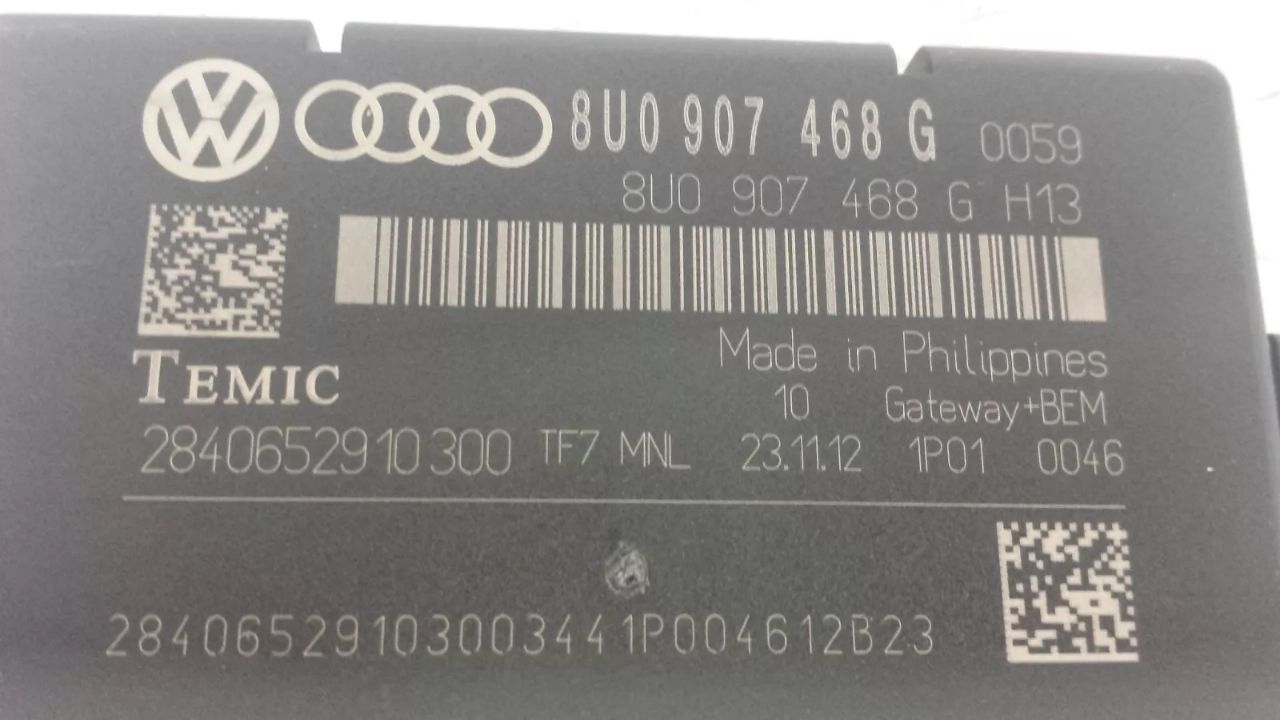 8U0 907 468 G 0059
8U0 907 468 G H13
Made in Philippines
TEMIC
10 Gateway+BEM
2840652910300 TF7 MNL 23.11.12 1P01 0046
284065291030034411P004612B23